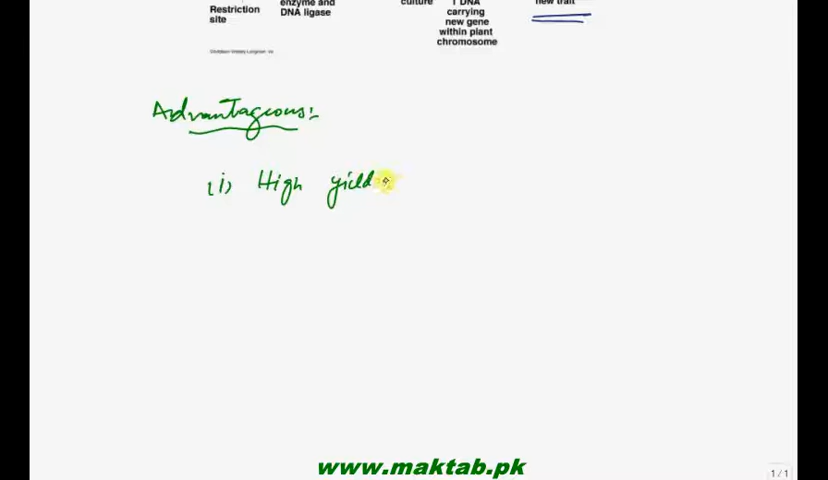 Restriction
site
enzyme and
DNA ligase
culture
T DNA
carrying
new gene
within plant
chromosome
new trait
Advantageous:
(i) High yield
www.maktab.pk
1 / 1